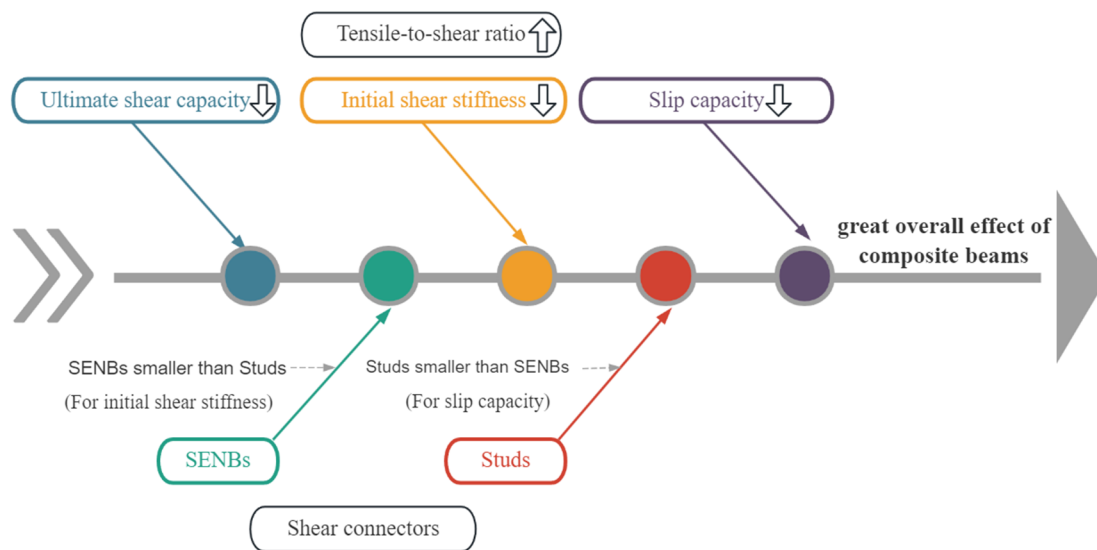 Tensile-to-shear ratio
Ultimate shear capacity
Initial shear stiffness
Slip capacity
great overall effect of
composite beams
SENBs smaller than Studs
(For initial shear stiffness)
Studs smaller than SENBs
(For slip capacity)
SENBs
Studs
Shear connectors